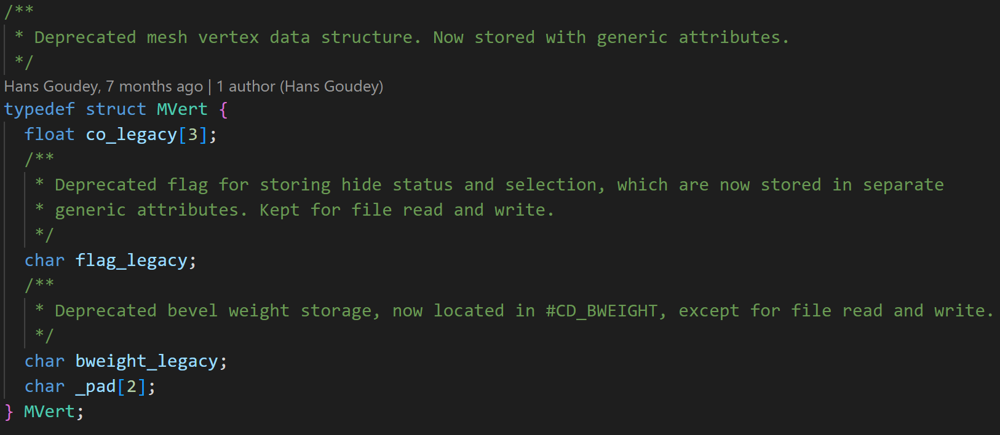 /**
 * Deprecated mesh vertex data structure. Now stored with generic attributes.
 */
Hans Goudey, 7 months ago | 1 author (Hans Goudey)
typedef struct MVert {
  float co_legacy[3];
  /**
   * Deprecated flag for storing hide status and selection, which are now stored in separate
   * generic attributes. Kept for file read and write.
   */
  char flag_legacy;
  /**
   * Deprecated bevel weight storage, now located in #CD_BWEIGHT, except for file read and write.
   */
  char bweight_legacy;
  char _pad[2];
} MVert;